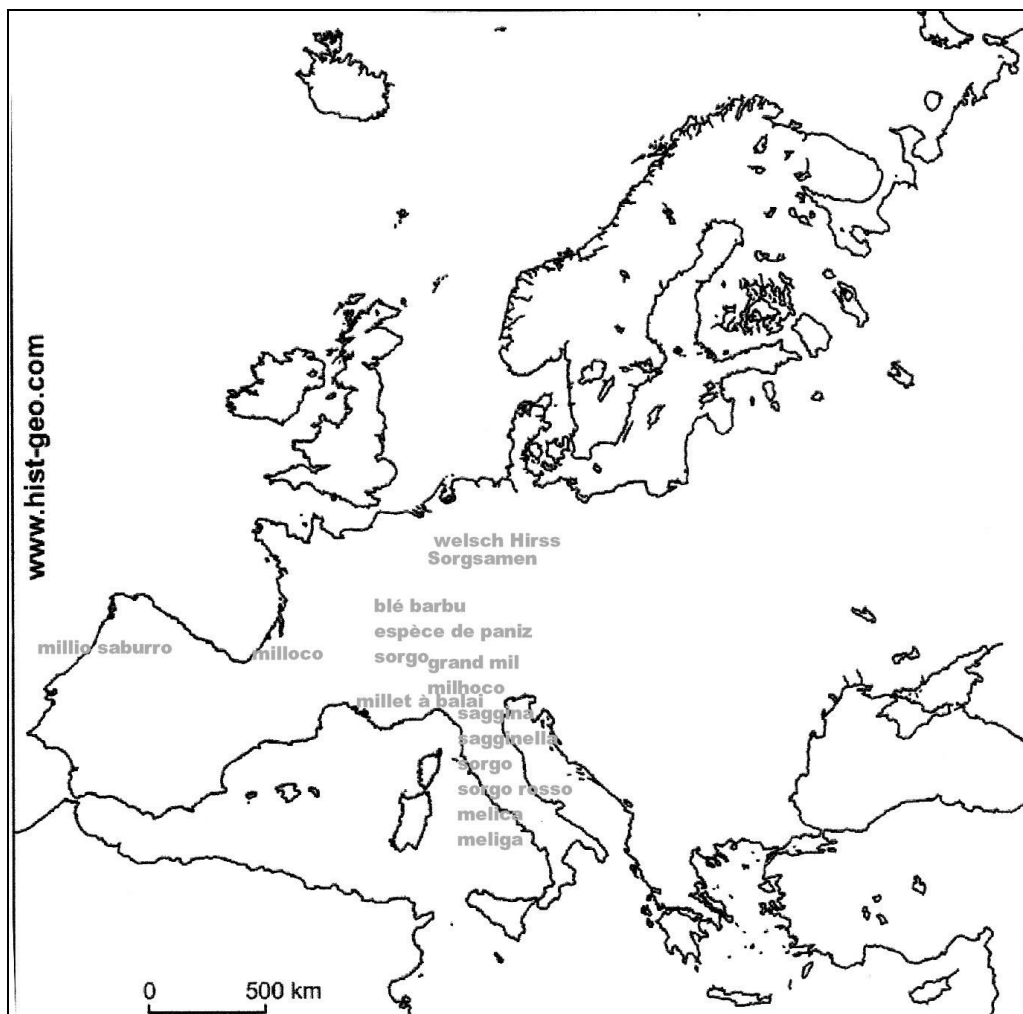 www.hist-geo.com
welsch Hirss
Sorgsamen
blé barbu
espèce de paniz
millio saburro
milloco
sorgo
grand mil
milhoco
millet à balai
saggina
sagginella
sorgo
sorgo rosso
melica
meliga
0 500 km